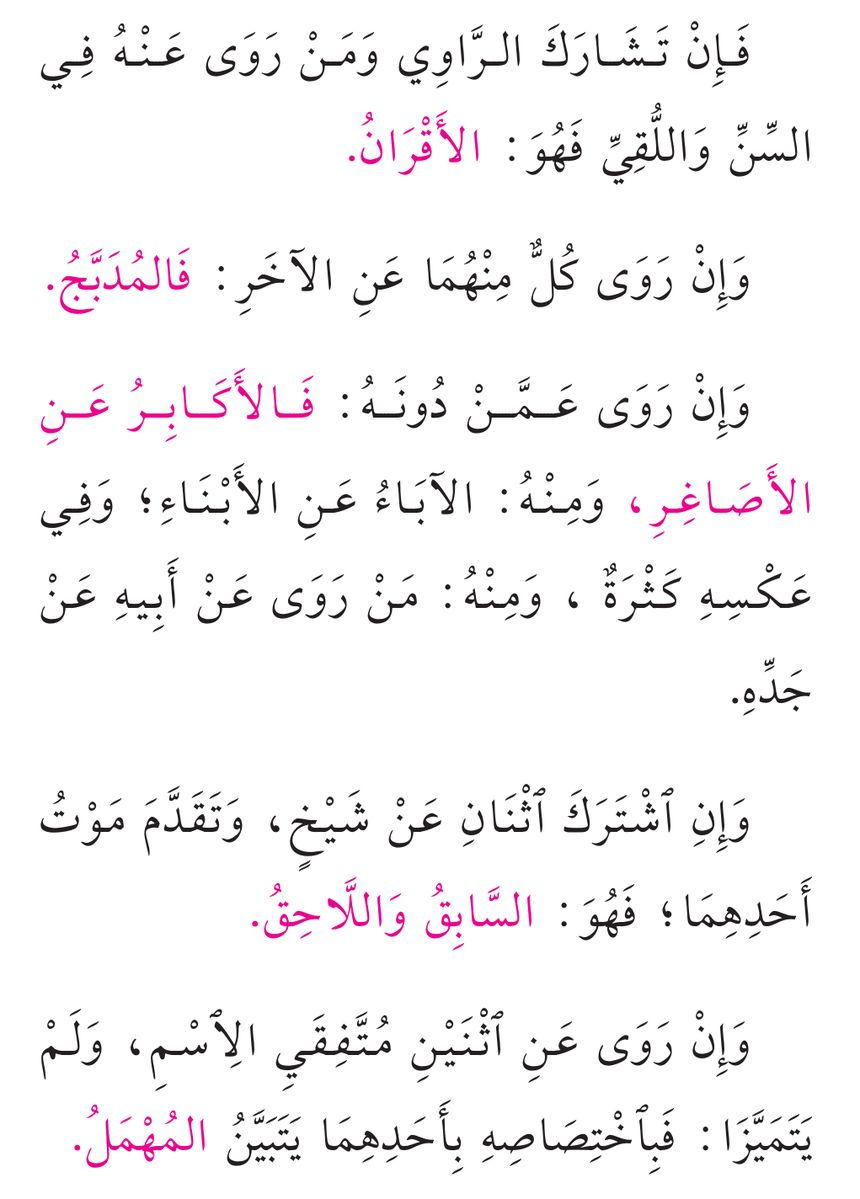 فَإِنْ تَشَارَكَ الرَّاوِي وَمَنْ رَوَى عَنْهُ فِي
السِّنِّ وَاللُّقِيِّ فَهُوَ: الأَقْرَانُ.
وَإِنْ رَوَى كُلٌّ مِنْهُمَا عَنِ الآخَرِ: فَالمُدَبَّجُ.
وَإِنْ رَوَى عَمَّنْ دُونَهُ: فَالأَكَابِرُ عَنِ
الأَصَاغِرِ، وَمِنْهُ: الآبَاءُ عَنِ الأَبْنَاءِ؛ وَفِي
عَكْسِهِ كَثْرَةٌ ، وَمِنْهُ: مَنْ رَوَى عَنْ أَبِيهِ عَنْ
جَدِّهِ.
وَإِنِ ٱشْتَرَكَ ٱثْنَانِ عَنْ شَيْخٍ، وَتَقَدَّمَ مَوْتُ
أَحَدِهِمَا؛ فَهُوَ: السَّابِقُ وَاللَّاحِقُ.
وَإِنْ رَوَى عَنِ ٱثْنَيْنِ مُتَّفِقَيِ الِٱسْمِ، وَلَمْ
يَتَمَيَّزَا: فَبِٱخْتِصَاصِهِ بِأَحَدِهِمَا يَتَبَيَّنُ المُهْمَلُ.